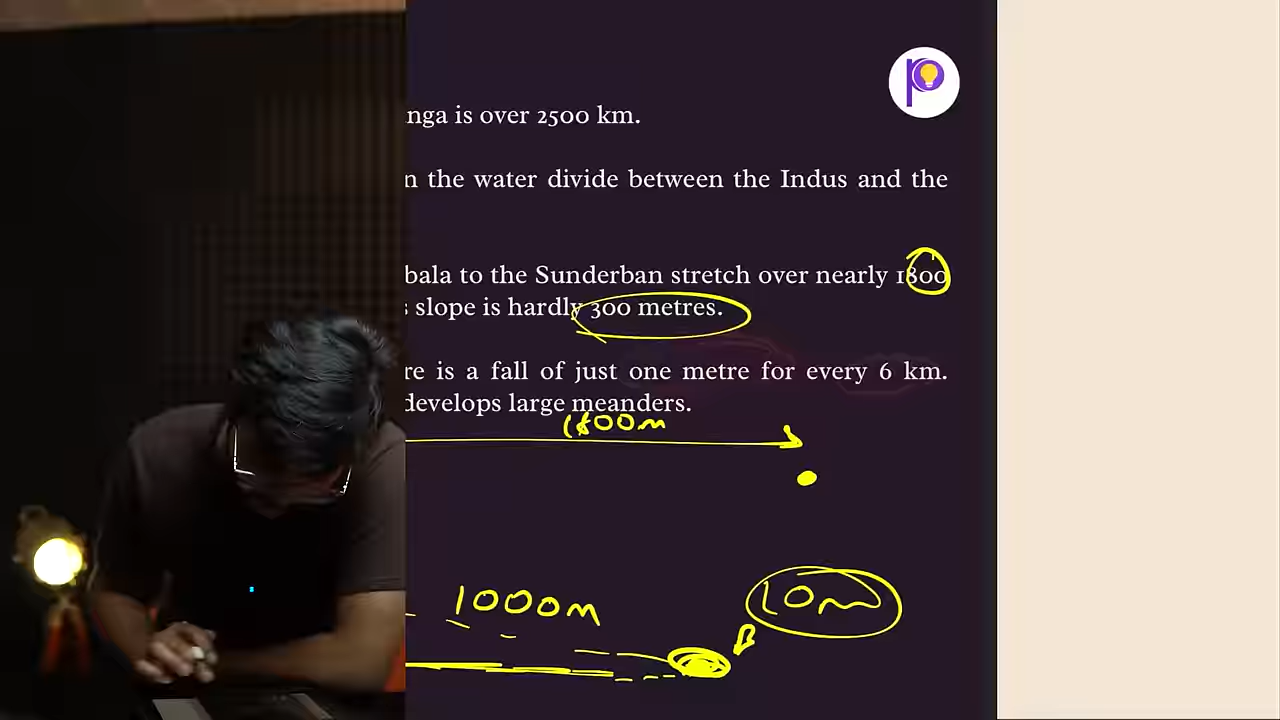 nga is over 2500 km.
n the water divide between the Indus and the
bala to the Sunderban stretch over nearly 1800
s slope is hardly 300 metres.
re is a fall of just one metre for every 6 km.
develops large meanders.
1800m
1000m
10m